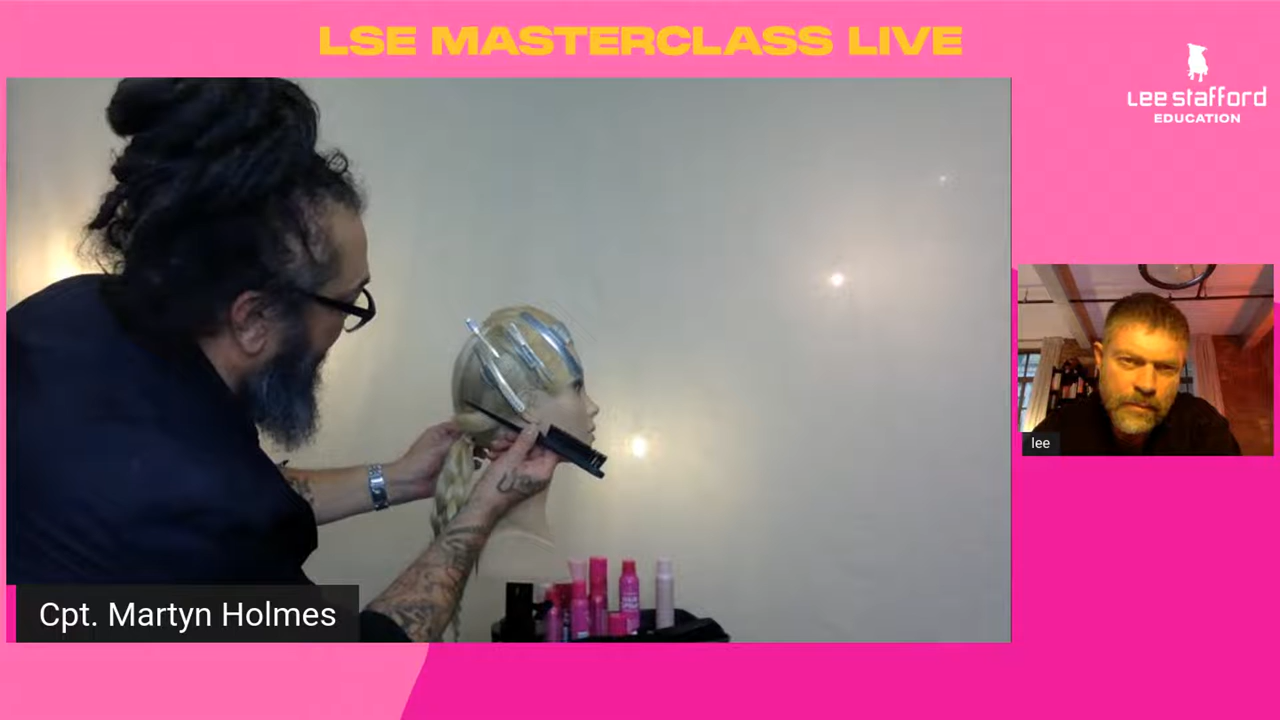 LSE MASTERCLASS LIVE
Lee Stafford
EDUCATION
lee
Cpt. Martyn Holmes